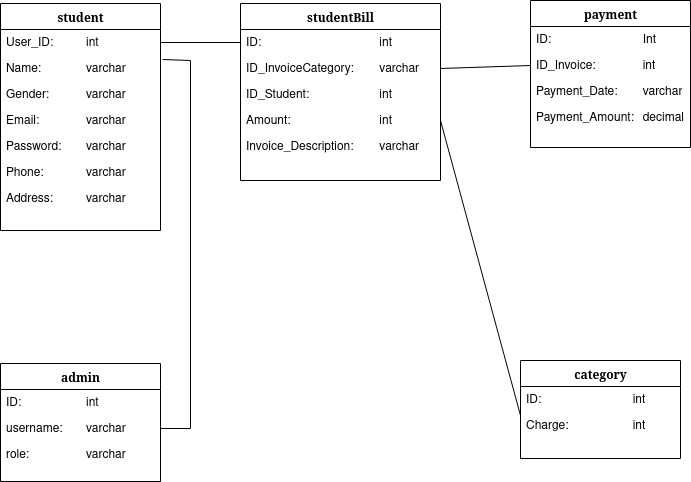 student
User_ID: int
Name: varchar
Gender: varchar
Email: varchar
Password: varchar
Phone: varchar
Address: varchar
studentBill
ID: int
ID_InvoiceCategory: varchar
ID_Student: int
Amount: int
Invoice_Description: varchar
payment
ID: Int
ID_Invoice: int
Payment_Date: varchar
Payment_Amount: decimal
admin
ID: int
username: varchar
role: varchar
category
ID: int
Charge: int